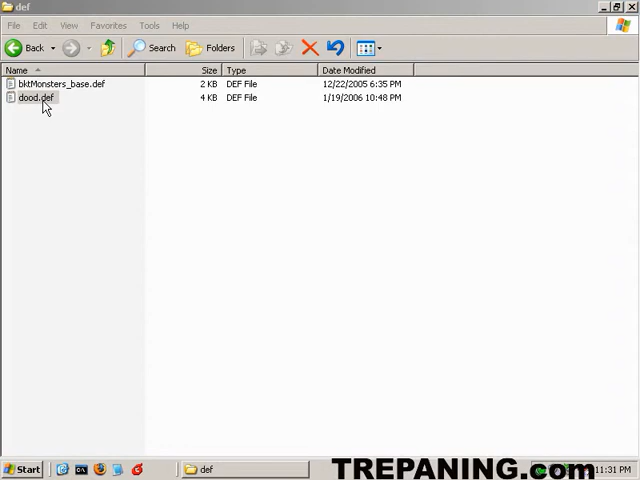 def
File Edit View Favorites Tools Help
Back Search Folders
Name Size Type Date Modified
bktMonsters_base.def 2 KB DEF File 12/22/2005 6:35 PM
dood.def 4 KB DEF File 1/19/2006 10:48 PM
Start def TREPANING.com 11:31 PM